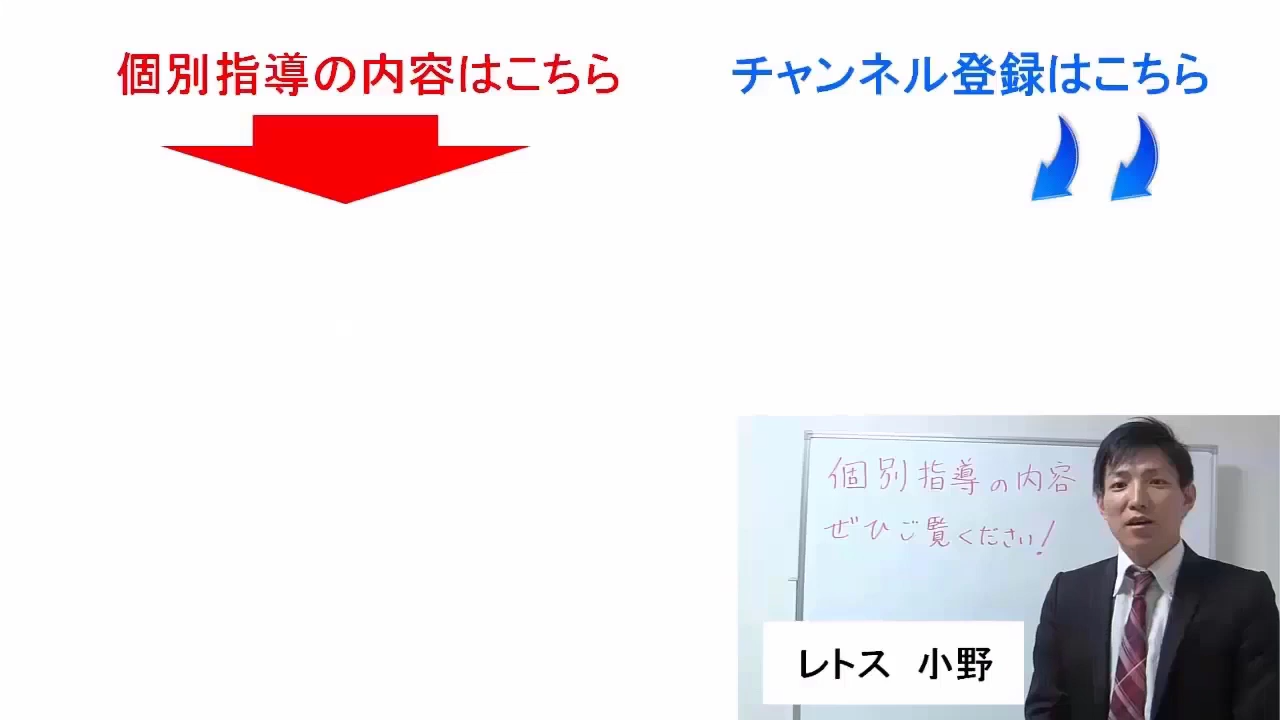 個別指導の内容はこちら
チャンネル登録はこちら
個別指導の内容
ぜひご覧ください!
レトス 小野